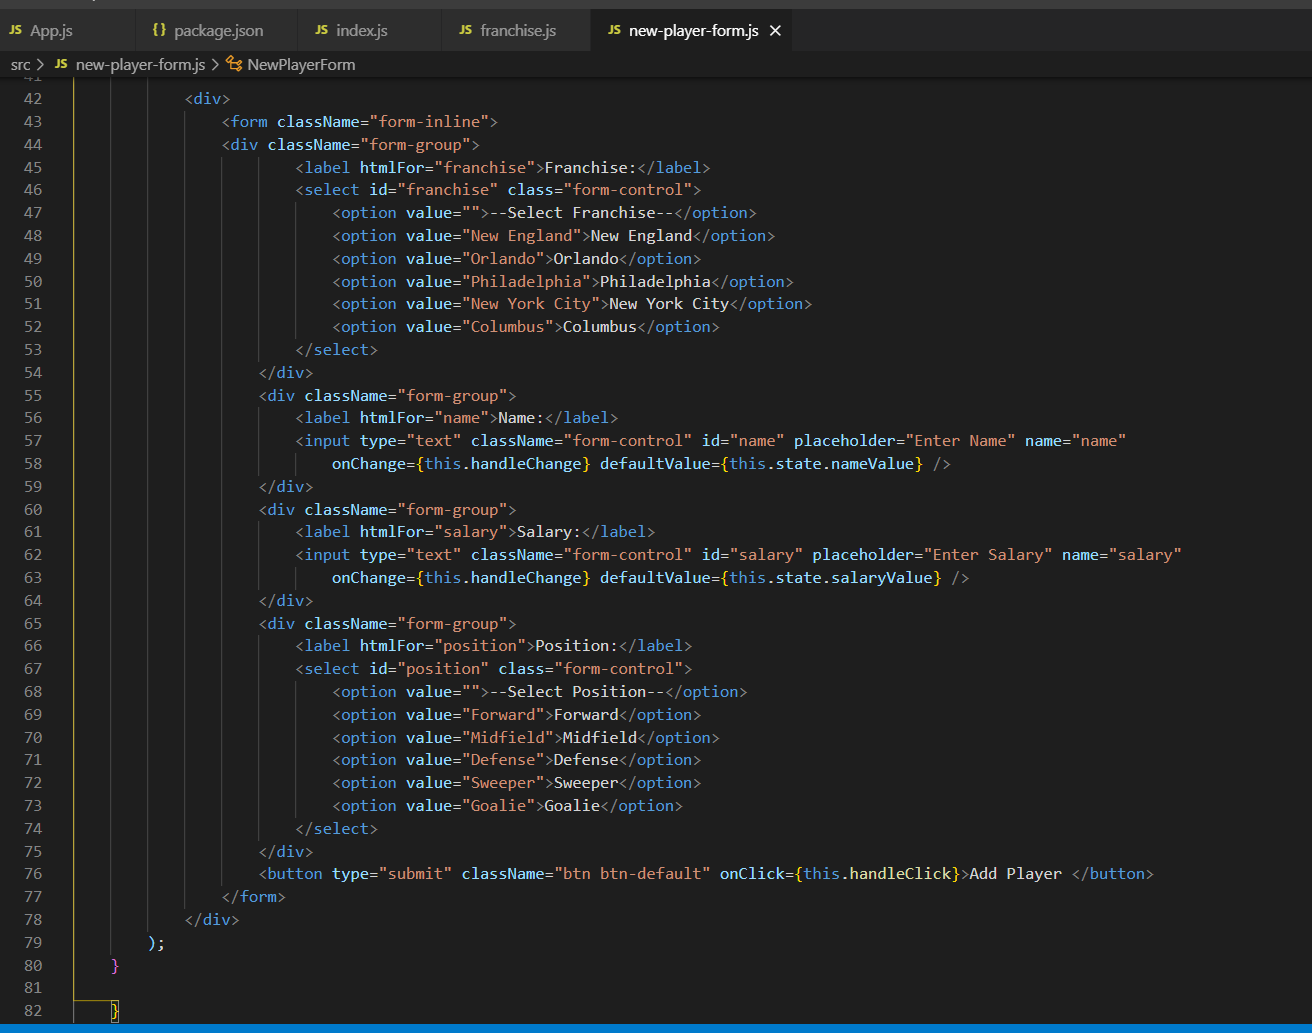 JS App.js {} package.json JS index.js JS franchise.js JS new-player-form.js ×
src > JS new-player-form.js > NewPlayerForm
41
42 <div>
43 <form className="form-inline">
44 <div className="form-group">
45 <label htmlFor="franchise">Franchise:</label>
46 <select id="franchise" class="form-control">
47 <option value="">--Select Franchise--</option>
48 <option value="New England">New England</option>
49 <option value="Orlando">Orlando</option>
50 <option value="Philadelphia">Philadelphia</option>
51 <option value="New York City">New York City</option>
52 <option value="Columbus">Columbus</option>
53 </select>
54 </div>
55 <div className="form-group">
56 <label htmlFor="name">Name:</label>
57 <input type="text" className="form-control" id="name" placeholder="Enter Name" name="name"
58 onChange={this.handleChange} defaultValue={this.state.nameValue} />
59 </div>
60 <div className="form-group">
61 <label htmlFor="salary">Salary:</label>
62 <input type="text" className="form-control" id="salary" placeholder="Enter Salary" name="salary"
63 onChange={this.handleChange} defaultValue={this.state.salaryValue} />
64 </div>
65 <div className="form-group">
66 <label htmlFor="position">Position:</label>
67 <select id="position" class="form-control">
68 <option value="">--Select Position--</option>
69 <option value="Forward">Forward</option>
70 <option value="Midfield">Midfield</option>
71 <option value="Defense">Defense</option>
72 <option value="Sweeper">Sweeper</option>
73 <option value="Goalie">Goalie</option>
74 </select>
75 </div>
76 <button type="submit" className="btn btn-default" onClick={this.handleClick}>Add Player </button>
77 </form>
78 </div>
79 );
80 }
81
82 }